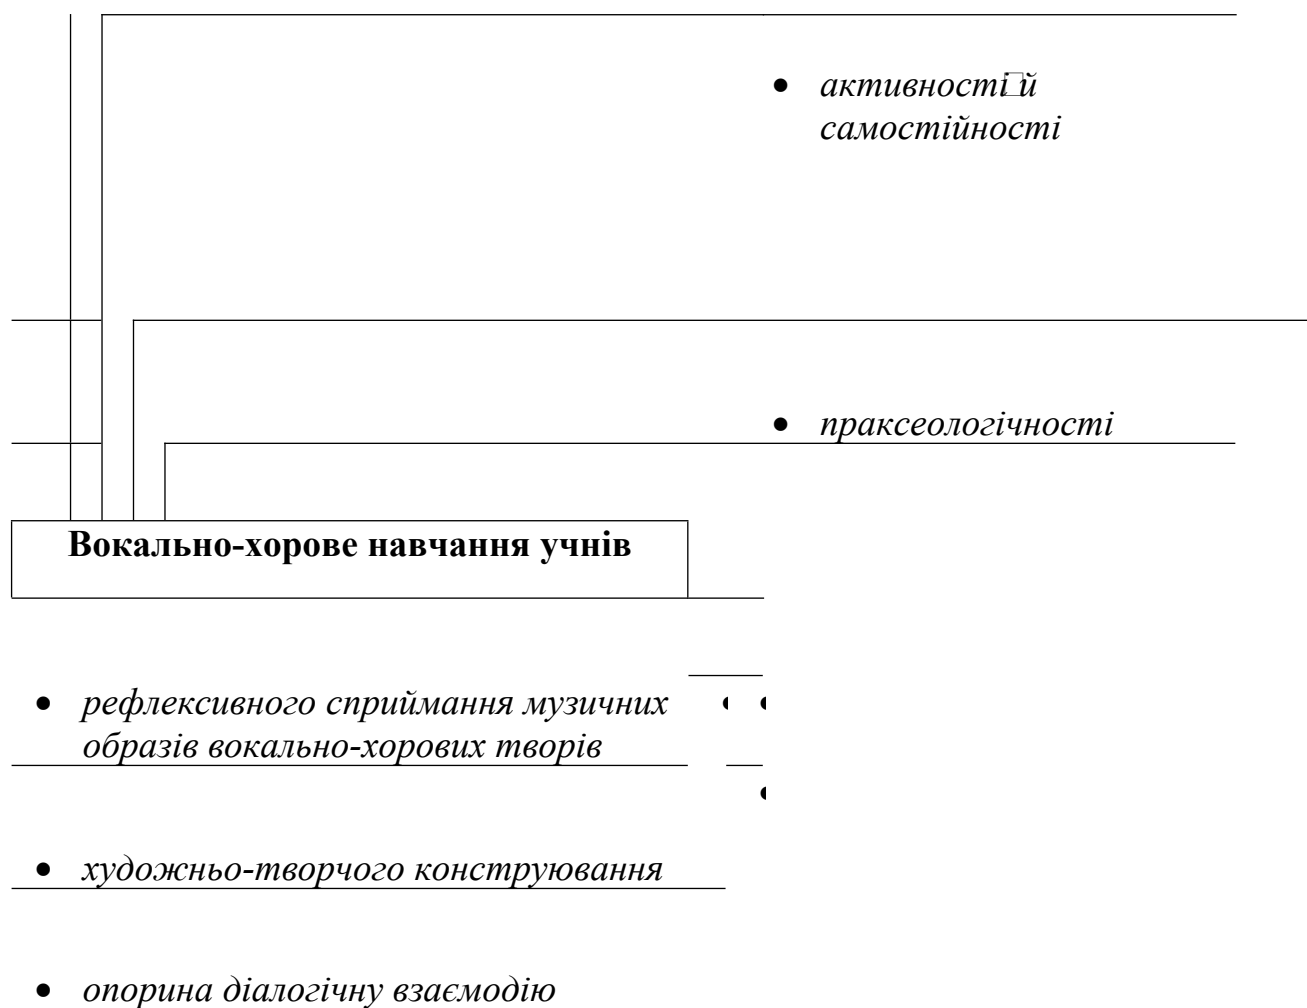 • активності й
самостійності
• праксеологічності
Вокально-хорове навчання учнів
• рефлексивного сприймання музичних
образів вокально-хорових творів
• художньо-творчого конструювання
• опорина діалогічну взаємодію